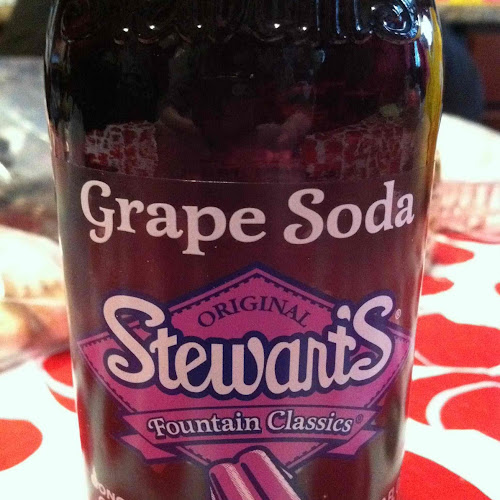 Grape Soda
ORIGINAL
Stewart's®
Fountain Classics®